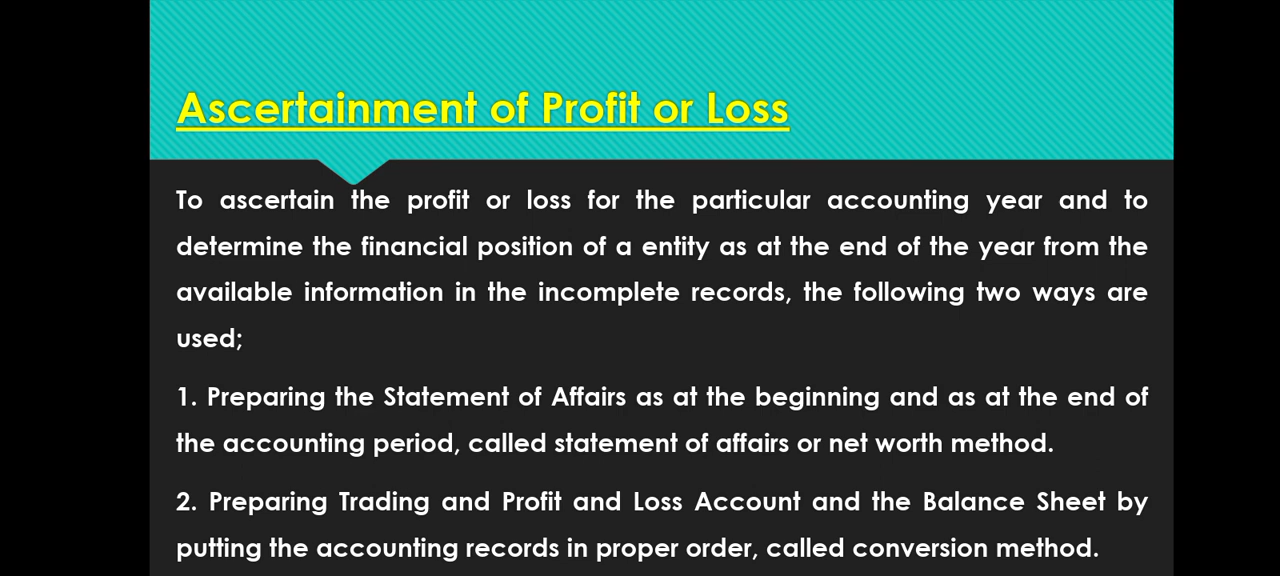 Ascertainment of Profit or Loss
To ascertain the profit or loss for the particular accounting year and to
determine the financial position of a entity as at the end of the year from the
available information in the incomplete records, the following two ways are
used;
1. Preparing the Statement of Affairs as at the beginning and as at the end of
the accounting period, called statement of affairs or net worth method.
2. Preparing Trading and Profit and Loss Account and the Balance Sheet by
putting the accounting records in proper order, called conversion method.